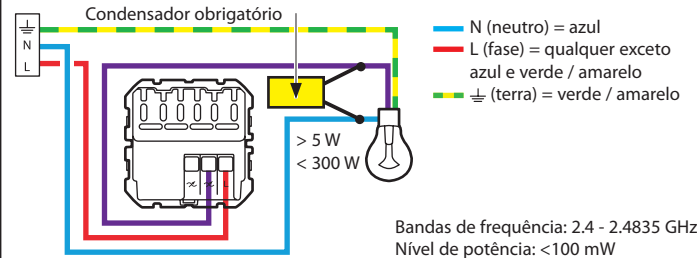 Condensador obrigatório
⏚
N
L
> 5 W
< 300 W
L
N (neutro) = azul
L (fase) = qualquer exceto
azul e verde / amarelo
⏚ (terra) = verde / amarelo
Bandas de frequência: 2.4 - 2.4835 GHz
Nível de potência: <100 mW